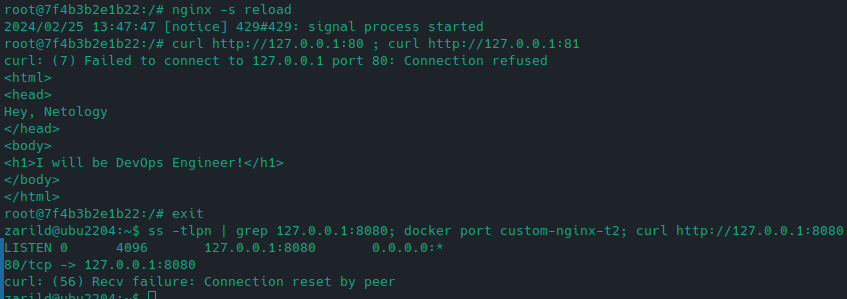 root@7f4b3b2e1b22:/# nginx -s reload
2024/02/25 13:47:47 [notice] 429#429: signal process started
root@7f4b3b2e1b22:/# curl http://127.0.0.1:80 ; curl http://127.0.0.1:81
curl: (7) Failed to connect to 127.0.0.1 port 80: Connection refused
<html>
<head>
Hey, Netology
</head>
<body>
<h1>I will be DevOps Engineer!</h1>
</body>
</html>
root@7f4b3b2e1b22:/# exit
zarild@ubu2204:~$ ss -tlpn | grep 127.0.0.1:8080; docker port custom-nginx-t2; curl http://127.0.0.1:8080
LISTEN 0      4096       127.0.0.1:8080       0.0.0.0:*
80/tcp -> 127.0.0.1:8080
curl: (56) Recv failure: Connection reset by peer
zarild@ubu2204:~$